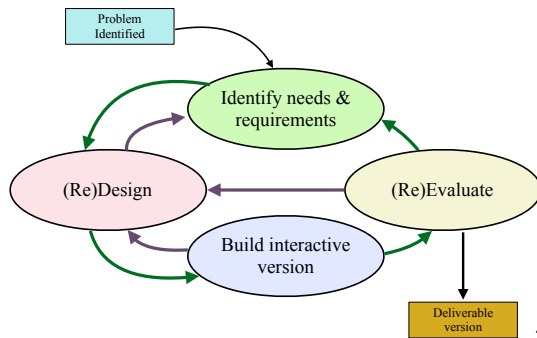 Problem
Identified
Identify needs &
requirements
(Re)Design
(Re)Evaluate
Build interactive
version
Deliverable
version
.